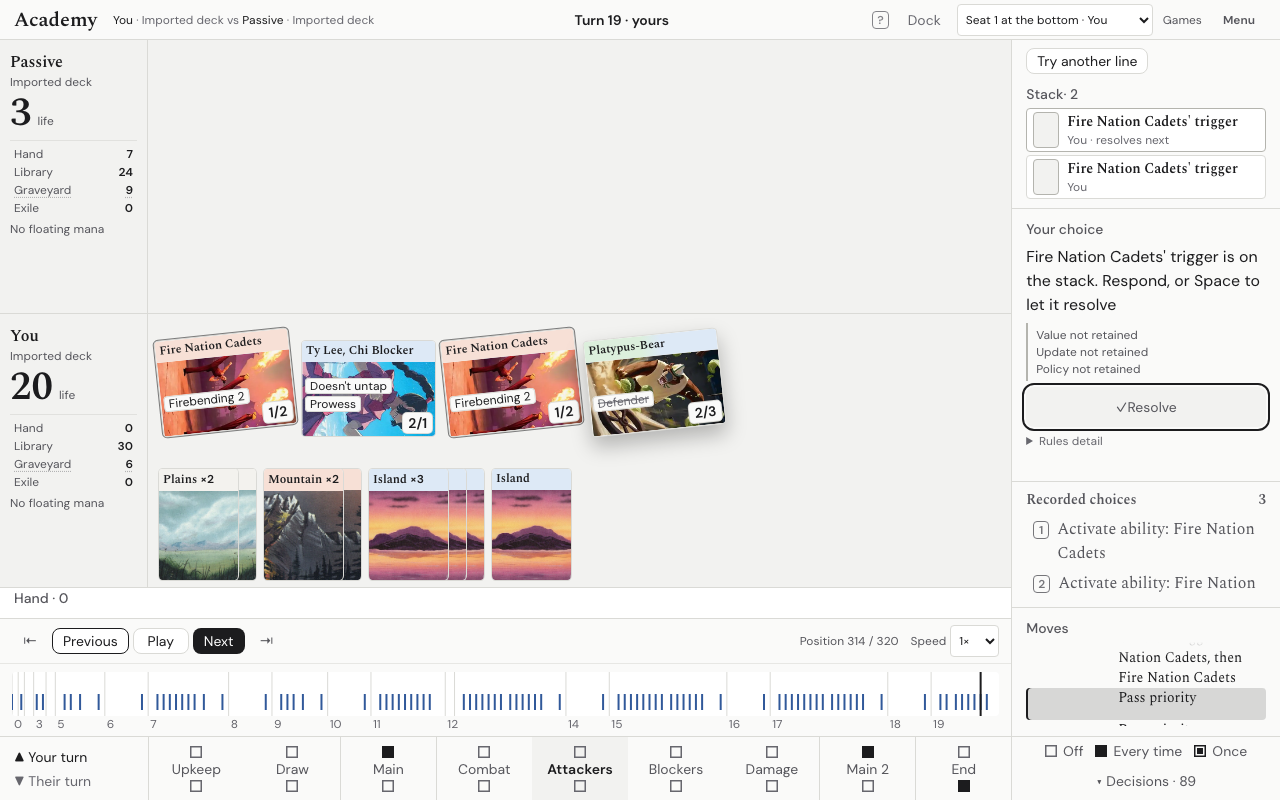 Academy
You · Imported deck vs Passive · Imported deck
Turn 19 · yours
?
Dock
Seat 1 at the bottom · You
Games
Menu
Passive
Imported deck
3 life
Hand 7
Library 24
Graveyard 9
Exile 0
No floating mana
You
Imported deck
20 life
Hand 0
Library 30
Graveyard 6
Exile 0
No floating mana
Fire Nation Cadets
Firebending 2
1/2
Ty Lee, Chi Blocker
Doesn't untap
Prowess
2/1
Fire Nation Cadets
Firebending 2
1/2
Platypus-Bear
Defender
2/3
Plains ×2
Mountain ×2
Island ×3
Island
Hand · 0
Try another line
Stack· 2
Fire Nation Cadets' trigger
You · resolves next
Fire Nation Cadets' trigger
You
Your choice
Fire Nation Cadets' trigger is on
the stack. Respond, or Space to
let it resolve
Value not retained
Update not retained
Policy not retained
✓Resolve
▶ Rules detail
Recorded choices 3
1 Activate ability: Fire Nation
Cadets
2 Activate ability: Fire Nation
Moves
Nation Cadets, then
Fire Nation Cadets
Pass priority
Previous
Play
Next
Position 314 / 320
Speed
1×
0 3 5 6 7 8 9 10 11 12 14 15 16 17 18 19
▲ Your turn
▼ Their turn
Upkeep
Draw
Main
Combat
Attackers
Blockers
Damage
Main 2
End
Off
Every time
Once
Decisions · 89